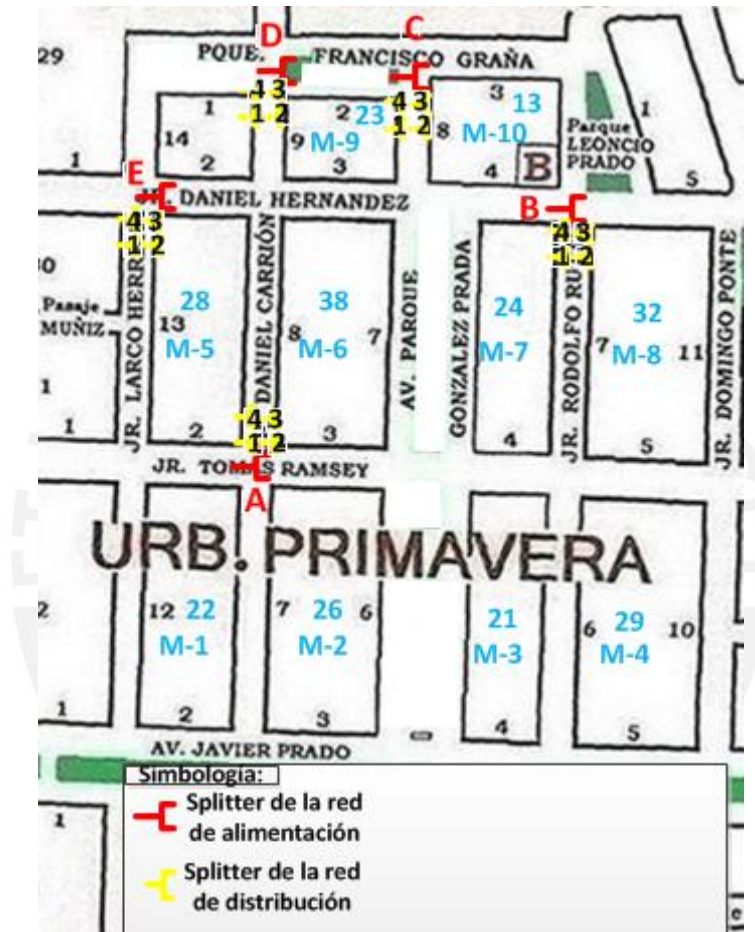 D
C
29
PQUE.
FRANCISCO GRAÑA
4 3
1 2
4 3
1 2
1
14
2
2
23
9
M-9
3
3
13
8
M-10
4
B
Parque
LEONCIO
PRADO
1
5
1
E
JR. DANIEL HERNANDEZ
B
4 3
1 2
4 3
1 2
30
Pasaje
MUÑIZ
1
1
JR. LARCO HERR
28
13
M-5
2
DANIEL CARRIÓN
38
8
7
M-6
3
AV. PARQUE
GONZALEZ PRADA
24
M-7
4
JR. RODOLFO RU
32
7
11
M-8
5
JR. DOMINGO PONTE
4 3
1 2
JR. TOMAS RAMSEY
A
URB. PRIMAVERA
2
12
22
M-1
2
7
26
6
M-2
3
21
M-3
4
6
29
10
M-4
5
1
AV. JAVIER PRADO
1
Simbología:
Splitter de la red
de alimentación
Splitter de la red
de distribución